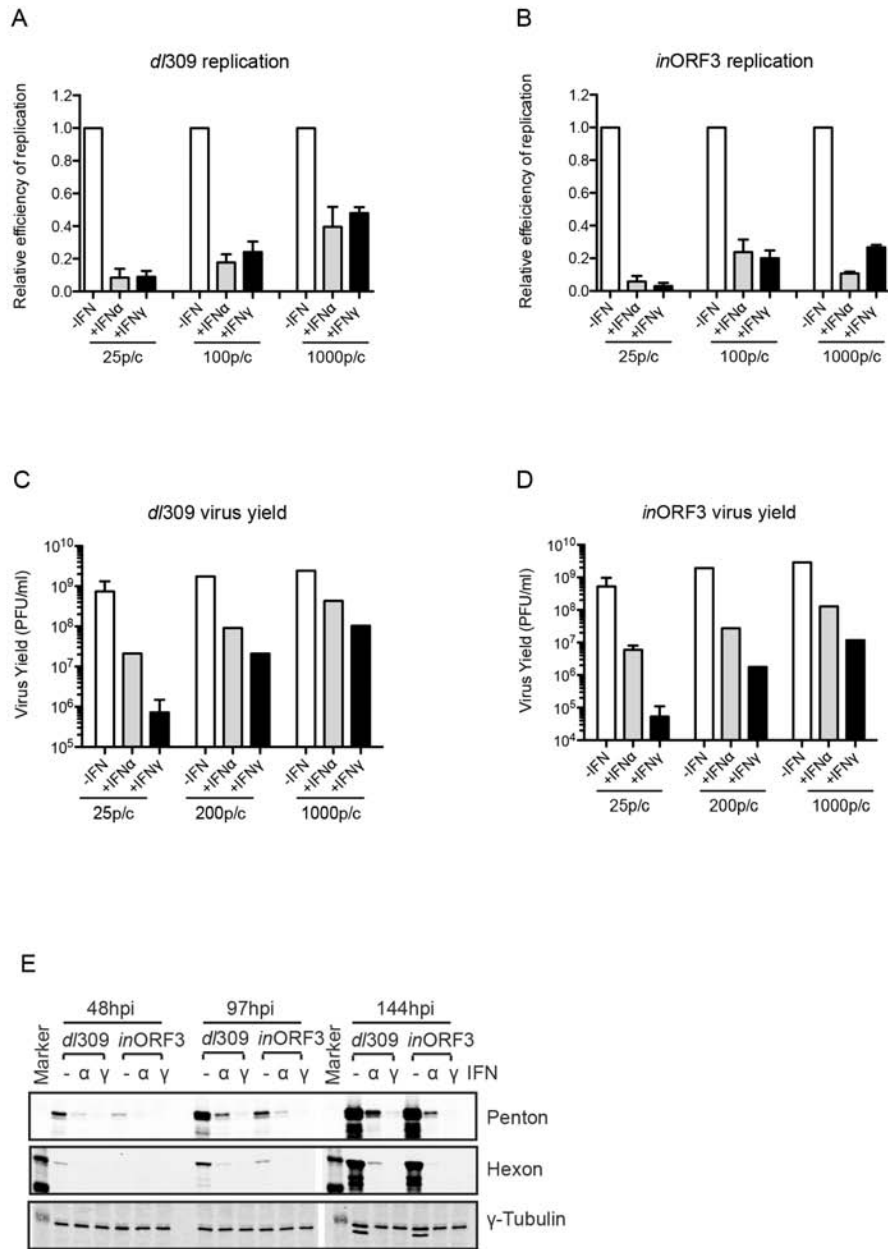 A
dl309 replication
Relative efficiency of replication
1.2
1.0
0.8
0.6
0.4
0.2
0.0
-IFN +IFNα +IFNγ -IFN +IFNα +IFNγ -IFN +IFNα +IFNγ
25p/c 100p/c 1000p/c
B
inORF3 replication
Relative effeiciency of replication
1.2
1.0
0.8
0.6
0.4
0.2
0.0
-IFN +IFNα +IFNγ -IFN +IFNα +IFNγ -IFN +IFNα +IFNγ
25p/c 100p/c 1000p/c
C
dl309 virus yield
Virus Yield (PFU/ml)
10^10
10^9
10^8
10^7
10^6
10^5
-IFN +IFNα +IFNγ -IFN +IFNα +IFNγ -IFN +IFNα +IFNγ
25p/c 200p/c 1000p/c
D
inORF3 virus yield
Virus Yield (PFU/ml)
10^10
10^9
10^8
10^7
10^6
10^5
10^4
-IFN +IFNα +IFNγ -IFN +IFNα +IFNγ -IFN +IFNα +IFNγ
25p/c 200p/c 1000p/c
E
48hpi 97hpi 144hpi
Marker dl309 inORF3 dl309 inORF3 Marker dl309 inORF3
- α γ - α γ - α γ - α γ - α γ - α γ IFN
Penton
Hexon
γ-Tubulin